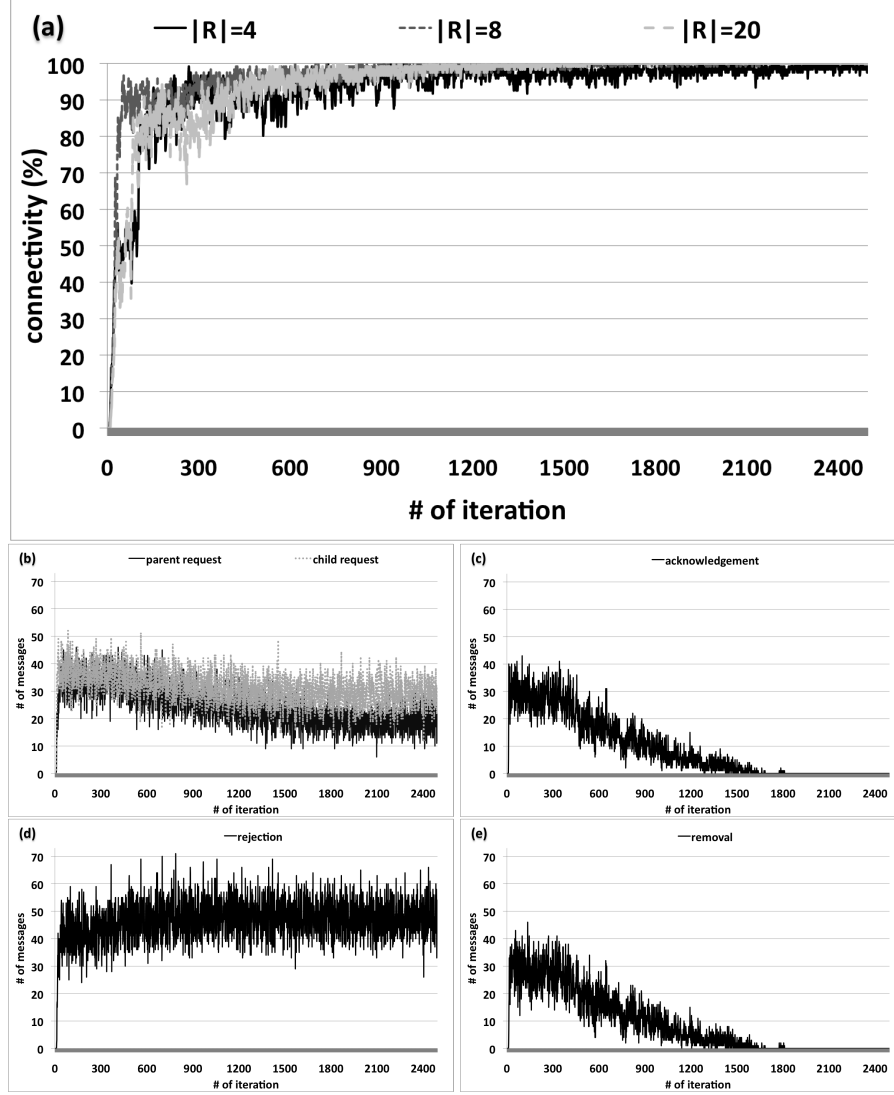 (a) |R|=4 |R|=8 |R|=20
100
90
80
70
60
50
40
30
20
10
0
connectivity (%)
0 300 600 900 1200 1500 1800 2100 2400
# of iteration
(b) parent request child request
70
60
50
40
30
20
10
0
# of messages
0 300 600 900 1200 1500 1800 2100 2400
# of iteration
(c) acknowledgement
70
60
50
40
30
20
10
0
# of messages
0 300 600 900 1200 1500 1800 2100 2400
# of iteration
(d) rejection
70
60
50
40
30
20
10
0
# of messages
0 300 600 900 1200 1500 1800 2100 2400
# of iteration
(e) removal
70
60
50
40
30
20
10
0
# of messages
0 300 600 900 1200 1500 1800 2100 2400
# of iteration